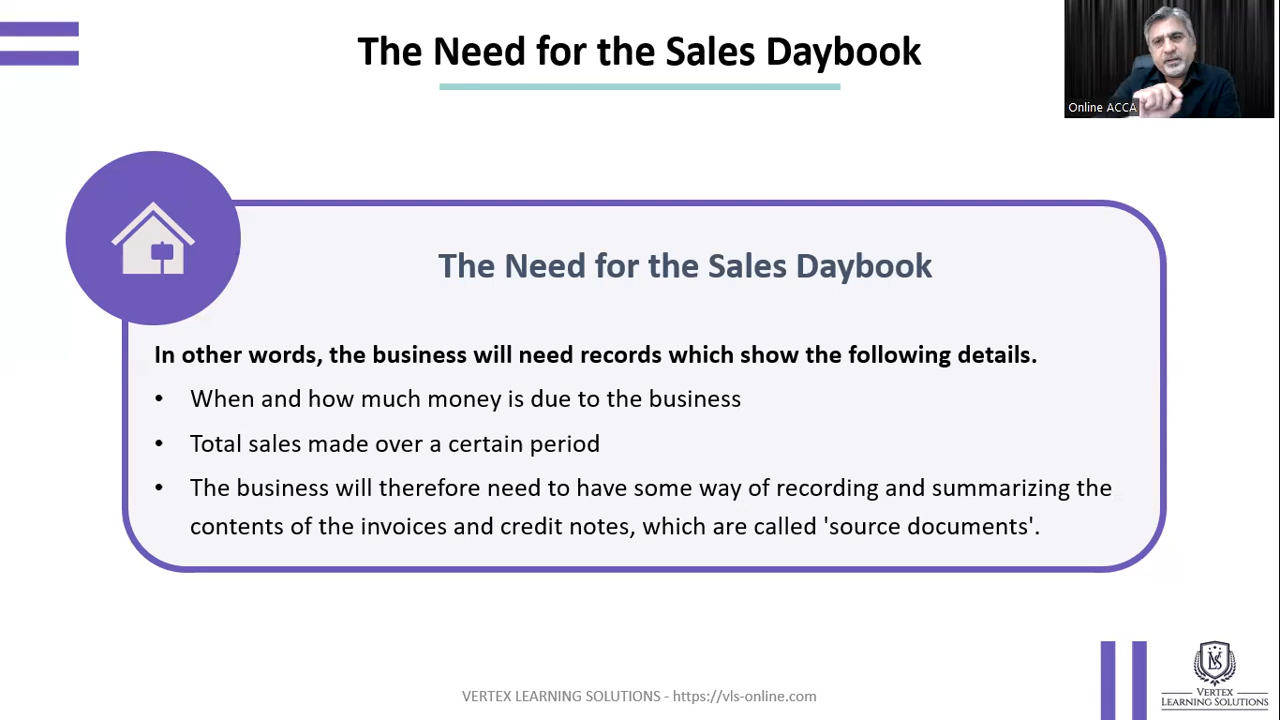 The Need for the Sales Daybook
Online ACCA
The Need for the Sales Daybook
In other words, the business will need records which show the following details.
• When and how much money is due to the business
• Total sales made over a certain period
• The business will therefore need to have some way of recording and summarizing the
contents of the invoices and credit notes, which are called 'source documents'.
VERTEX LEARNING SOLUTIONS - https://vls-online.com
VLS
VERTEX
LEARNING SOLUTIONS